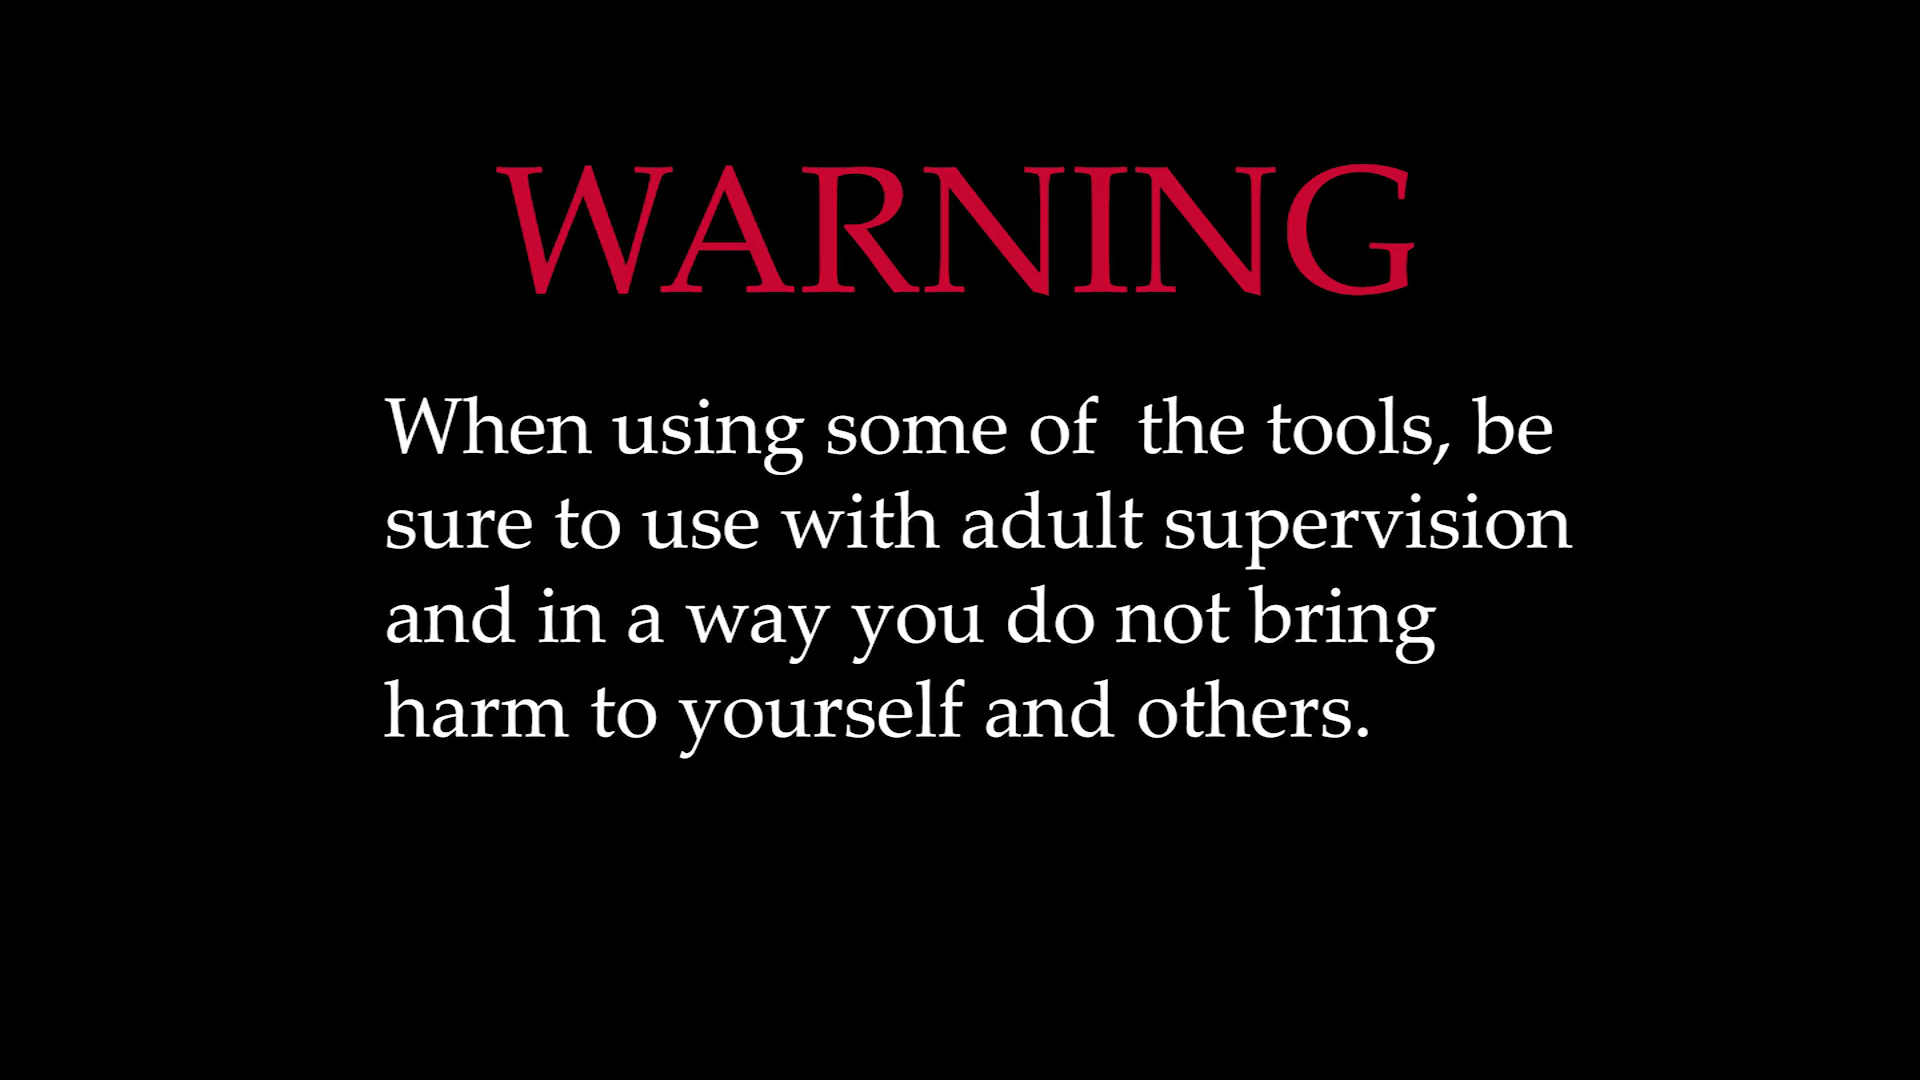 WARNING
When using some of  the tools, be
sure to use with adult supervision
and in a way you do not bring
harm to yourself and others.